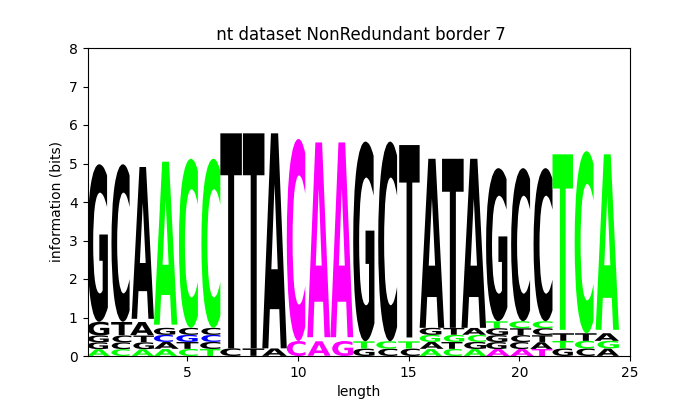 nt dataset NonRedundant border 7
8
7
6
5
4
3
2
1
0
information (bits)
GCAACCTTACAAGCTATAGCCTCA
5 10 15 20 25
length